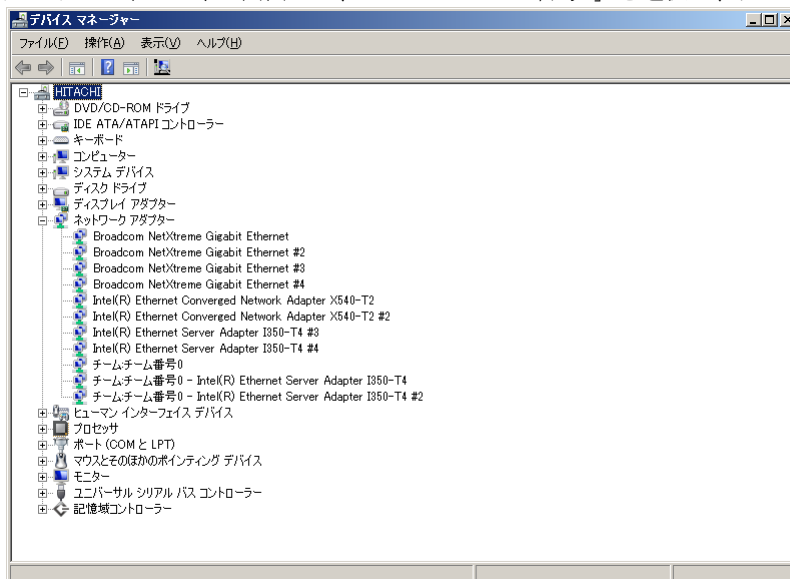 デバイス マネージャー
ファイル(F) 操作(A) 表示(V) ヘルプ(H)
HITACHI
DVD/CD-ROM ドライブ
IDE ATA/ATAPI コントローラー
キーボード
コンピューター
システム デバイス
ディスク ドライブ
ディスプレイ アダプター
ネットワーク アダプター
Broadcom NetXtreme Gigabit Ethernet
Broadcom NetXtreme Gigabit Ethernet #2
Broadcom NetXtreme Gigabit Ethernet #3
Broadcom NetXtreme Gigabit Ethernet #4
Intel(R) Ethernet Converged Network Adapter X540-T2
Intel(R) Ethernet Converged Network Adapter X540-T2 #2
Intel(R) Ethernet Server Adapter I350-T4 #3
Intel(R) Ethernet Server Adapter I350-T4 #4
チーム:チーム番号0
チーム:チーム番号0 - Intel(R) Ethernet Server Adapter I350-T4
チーム:チーム番号0 - Intel(R) Ethernet Server Adapter I350-T4 #2
ヒューマン インターフェイス デバイス
プロセッサ
ポート (COM と LPT)
マウスとそのほかのポインティング デバイス
モニター
ユニバーサル シリアル バス コントローラー
記憶域コントローラー